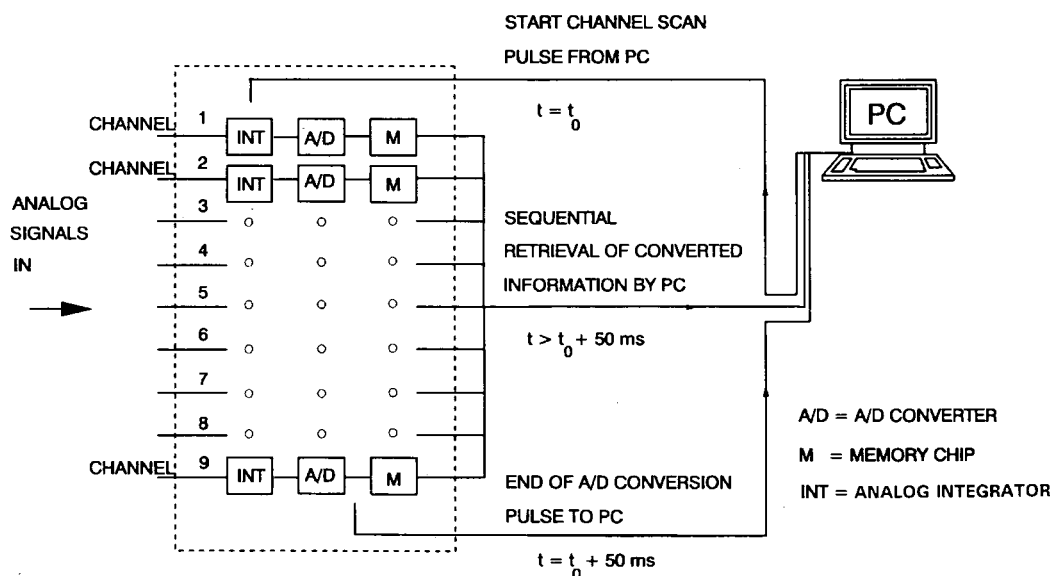 START CHANNEL SCAN
PULSE FROM PC
t = t0
PC
CHANNEL 1 INT A/D M
CHANNEL 2 INT A/D M
ANALOG
SIGNALS
IN
3
4
5
6
7
8
SEQUENTIAL
RETRIEVAL OF CONVERTED
INFORMATION BY PC
t > t0 + 50 ms
CHANNEL 9 INT A/D M
END OF A/D CONVERSION
PULSE TO PC
t = t0 + 50 ms
A/D = A/D CONVERTER
M = MEMORY CHIP
INT = ANALOG INTEGRATOR